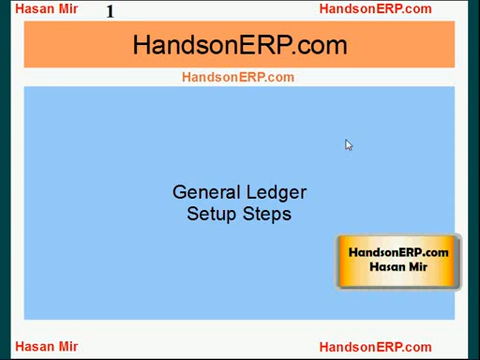 Hasan Mir 1 HandsonERP.com
HandsonERP.com
HandsonERP.com
General Ledger
Setup Steps
HandsonERP.com
Hasan Mir
Hasan Mir HandsonERP.com